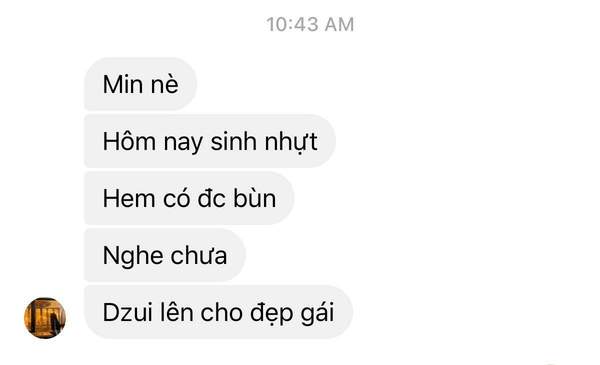 10:43 AM
Min nè
Hôm nay sinh nhựt
Hem có đc bùn
Nghe chưa
Dzui lên cho đẹp gái